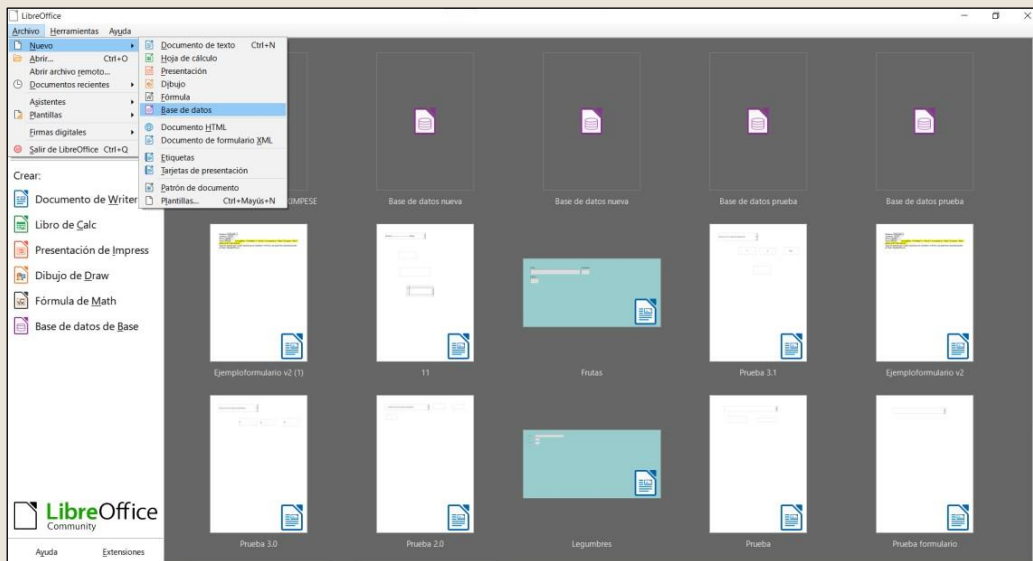 LibreOffice
Archivo Herramientas Ayuda
Nuevo
Abrir... Ctrl+O
Abrir archivo remoto...
Documentos recientes
Asistentes
Plantillas
Firmas digitales
Salir de LibreOffice Ctrl+Q
Documento de texto Ctrl+N
Hoja de cálculo
Presentación
Dibujo
Fórmula
Base de datos
Documento HTML
Documento de formulario XML
Etiquetas
Tarjetas de presentación
Patrón de documento
Plantillas... Ctrl+Mayús+N
Crear:
Documento de Writer
Libro de Calc
Presentación de Impress
Dibujo de Draw
Fórmula de Math
Base de datos de Base
LibreOffice
Community
Ayuda Extensiones
Base de datos nueva Base de datos nueva Base de datos prueba Base de datos prueba
Ejemploformulario v2 (1) 11 Frutas Prueba 3.1 Ejemploformulario v2
Prueba 3.0 Prueba 2.0 Legumbres Prueba Prueba formulario